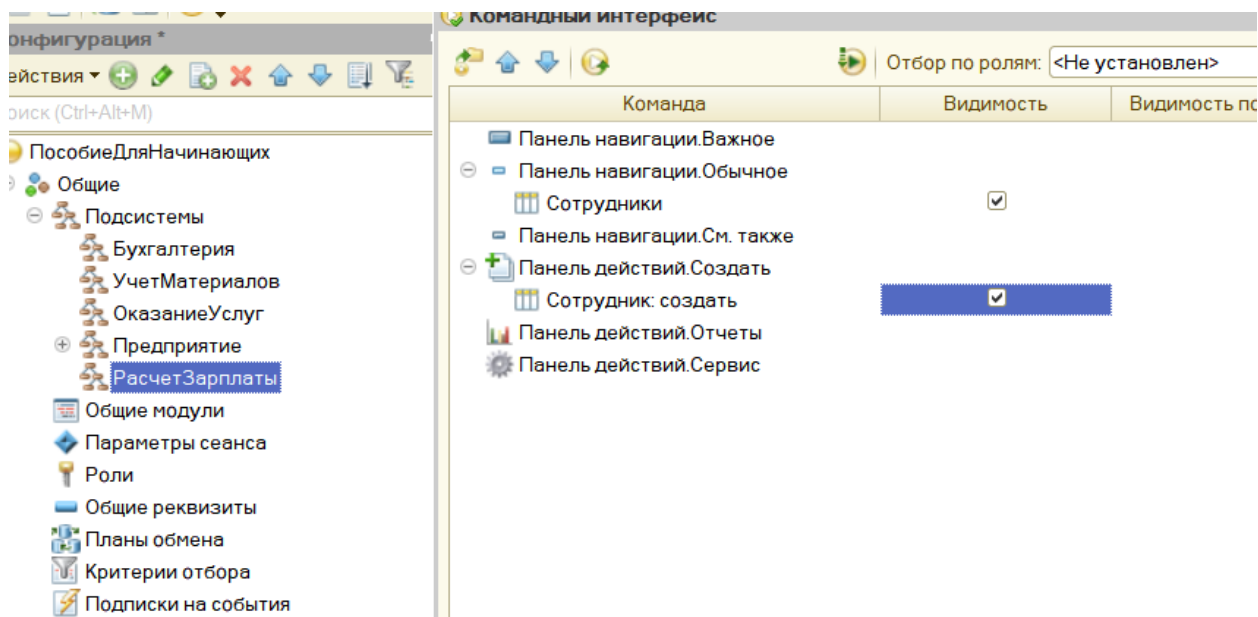 Командный интерфейс
онфигурация *
ействия
Отбор по ролям: <Не установлен>
оиск (Ctrl+Alt+M)
Команда Видимость Видимость по
ПособиеДляНачинающих
Общие
Подсистемы
Бухгалтерия
УчетМатериалов
ОказаниеУслуг
Предприятие
РасчетЗарплаты
Общие модули
Параметры сеанса
Роли
Общие реквизиты
Планы обмена
Критерии отбора
Подписки на события
Панель навигации.Важное
Панель навигации.Обычное
Сотрудники
Панель навигации.См. также
Панель действий.Создать
Сотрудник: создать
Панель действий.Отчеты
Панель действий.Сервис